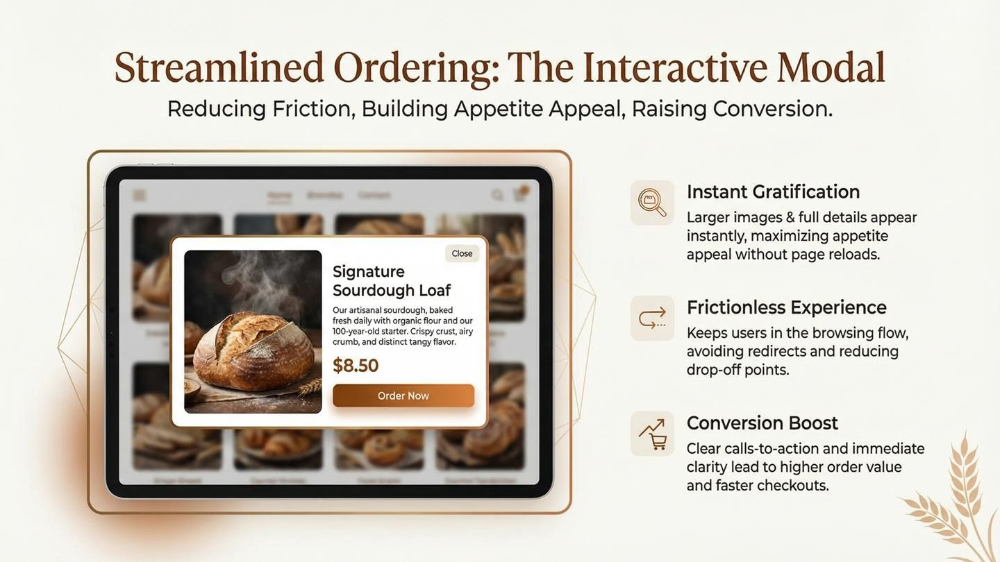 Streamlined Ordering: The Interactive Modal
Reducing Friction, Building Appetite Appeal, Raising Conversion.
Home
Contact
Close
Signature
Sourdough Loaf
Our artisanal sourdough, baked
fresh daily with organic flour and our
100-year-old starter. Crispy crust, airy
crumb, and distinct tangy flavor.
$8.50
Order Now
Instant Gratification
Larger images & full details appear
instantly, maximizing appetite
appeal without page reloads.
Frictionless Experience
Keeps users in the browsing flow,
avoiding redirects and reducing
drop-off points.
Conversion Boost
Clear calls-to-action and immediate
clarity lead to higher order value
and faster checkouts.